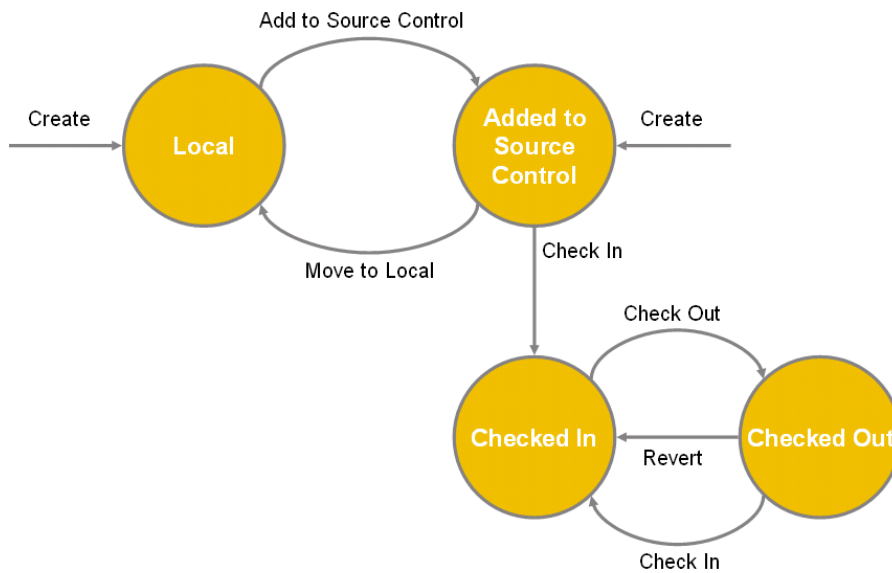 Add to Source Control
Create
Local
Added to
Source
Control
Create
Move to Local
Check In
Check Out
Checked In
Revert
Checked Out
Check In